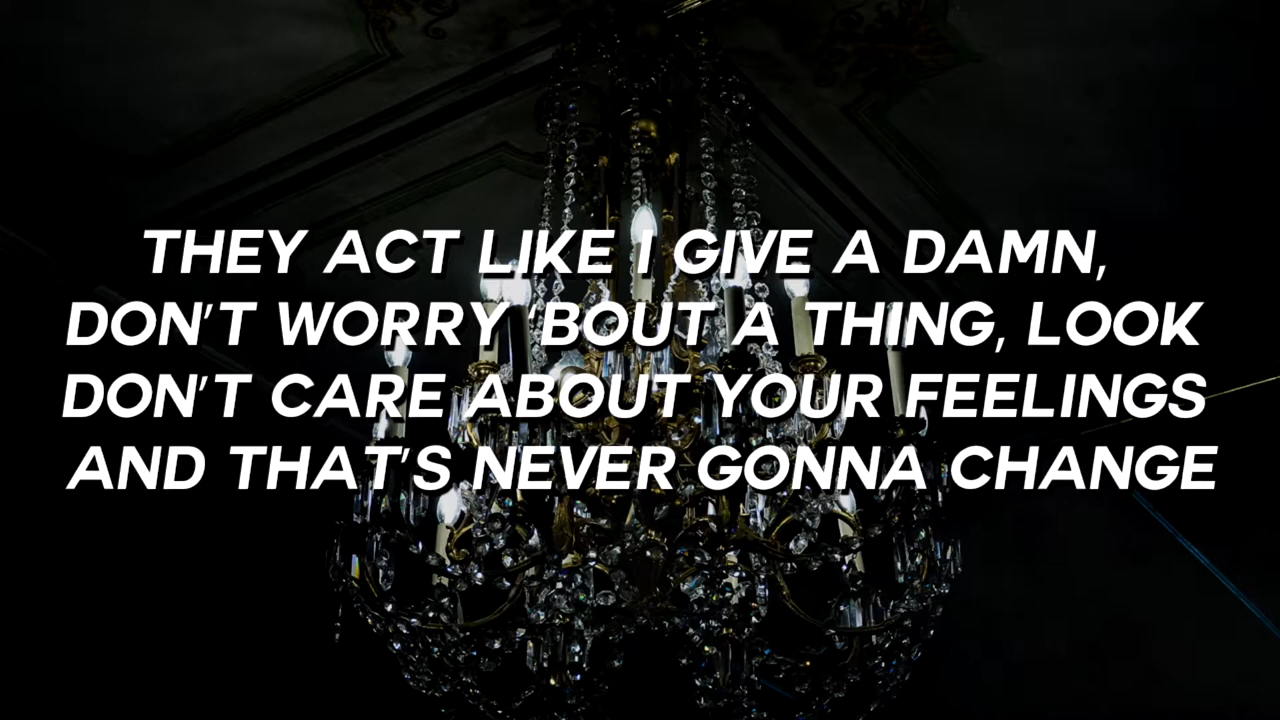 THEY ACT LIKE I GIVE A DAMN,
DON'T WORRY 'BOUT A THING, LOOK
DON'T CARE ABOUT YOUR FEELINGS
AND THAT'S NEVER GONNA CHANGE